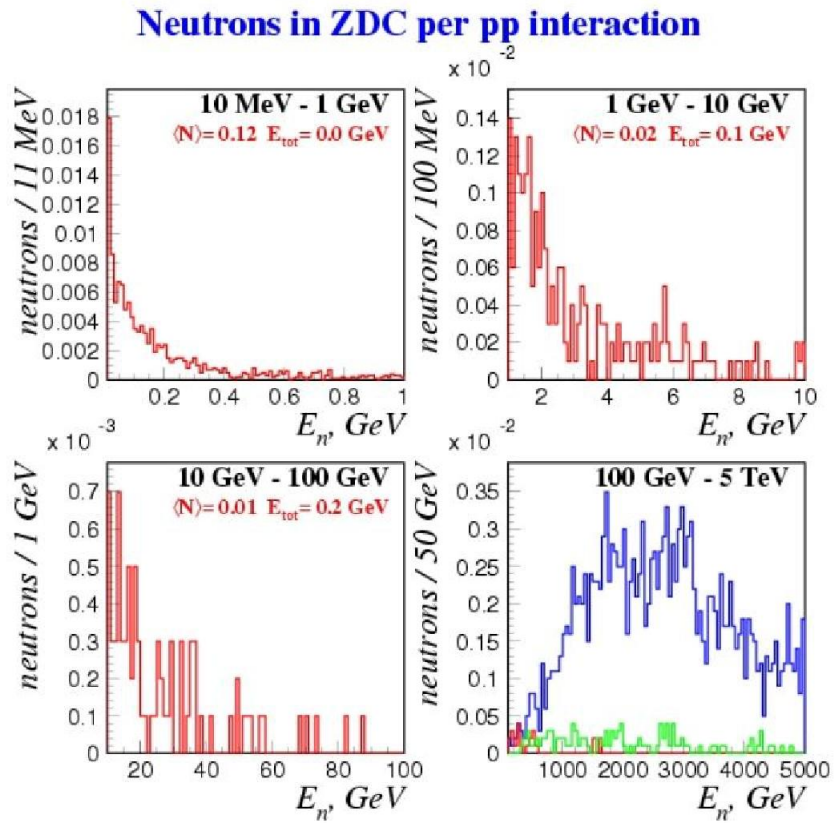 Neutrons in ZDC per pp interaction
neutrons / 11 MeV
0.018
0.016
0.014
0.012
0.01
0.008
0.006
0.004
0.002
0
10 MeV - 1 GeV
⟨N⟩= 0.12 E_tot = 0.0 GeV
0.2 0.4 0.6 0.8 1
E_n, GeV
x 10^-2
neutrons / 100 MeV
0.14
0.12
0.1
0.08
0.06
0.04
0.02
0
1 GeV - 10 GeV
⟨N⟩= 0.02 E_tot = 0.1 GeV
2 4 6 8 10
E_n, GeV
x 10^-3
neutrons / 1 GeV
0.7
0.6
0.5
0.4
0.3
0.2
0.1
0
10 GeV - 100 GeV
⟨N⟩= 0.01 E_tot = 0.2 GeV
20 40 60 80 100
E_n, GeV
x 10^-2
neutrons / 50 GeV
0.35
0.3
0.25
0.2
0.15
0.1
0.05
0
100 GeV - 5 TeV
1000 2000 3000 4000 5000
E_n, GeV